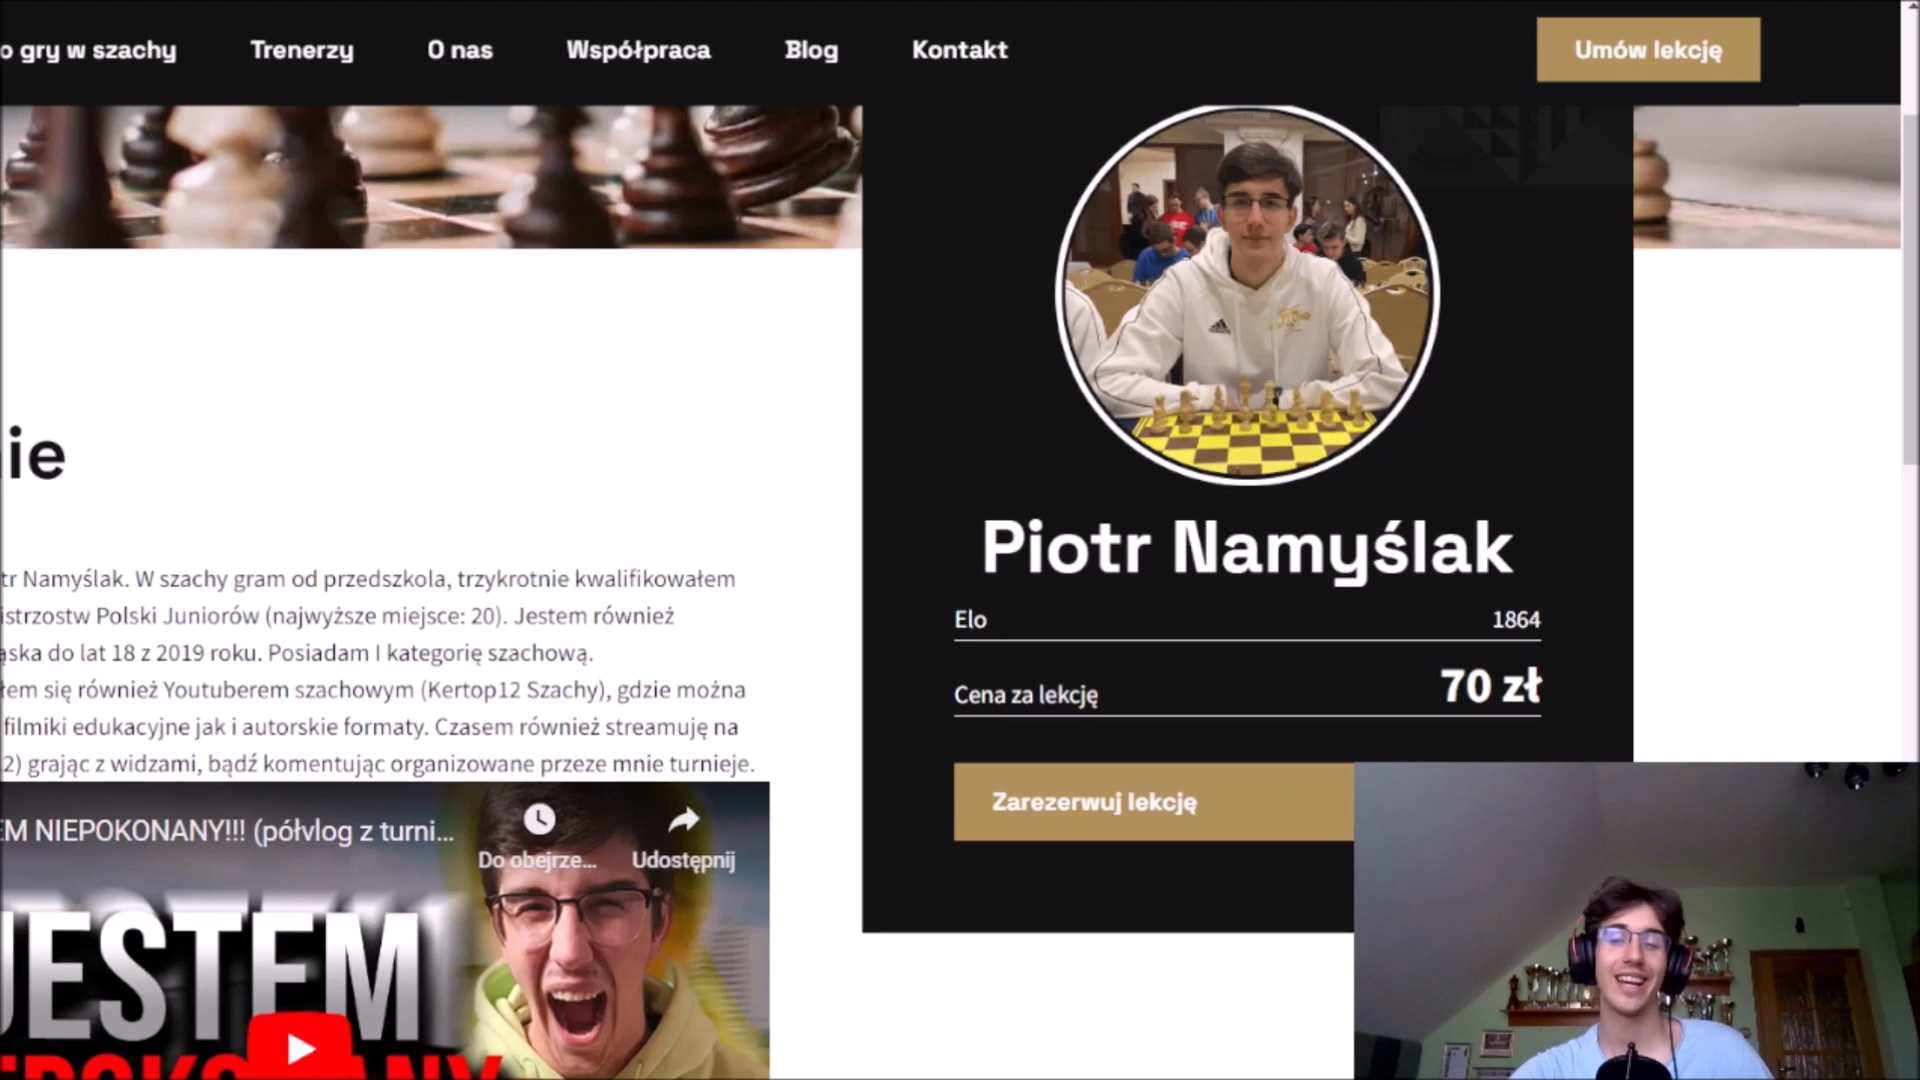 o gry w szachy
Trenerzy
O nas
Współpraca
Blog
Kontakt
Umów lekcję
nie
tr Namyślak. W szachy gram od przedszkola, trzykrotnie kwalifikowałem
istrzostw Polski Juniorów (najwyższe miejsce: 20). Jestem również
ąska do lat 18 z 2019 roku. Posiadam I kategorię szachową.
łem się również Youtuberem szachowym (Kertop12 Szachy), gdzie można
filmiki edukacyjne jak i autorskie formaty. Czasem również streamuję na
2) grając z widzami, bądź komentując organizowane przeze mnie turnieje.
EM NIEPOKONANY!!! (półvlog z turni...
Do obejrze...
Udostępnij
JESTEM
Piotr Namyślak
Elo 1864
Cena za lekcję 70 zł
Zarezerwuj lekcję